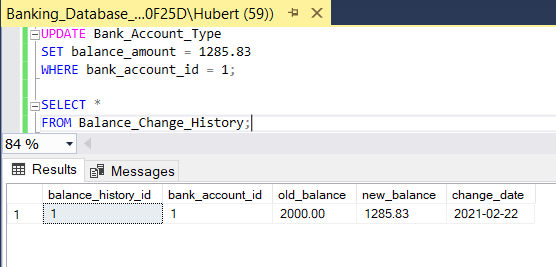 Banking_Database_...0F25D\Hubert (59))
UPDATE Bank_Account_Type
SET balance_amount = 1285.83
WHERE bank_account_id = 1;
SELECT *
FROM Balance_Change_History;
84 %
Results Messages
balance_history_id bank_account_id old_balance new_balance change_date
1 1 1 2000.00 1285.83 2021-02-22